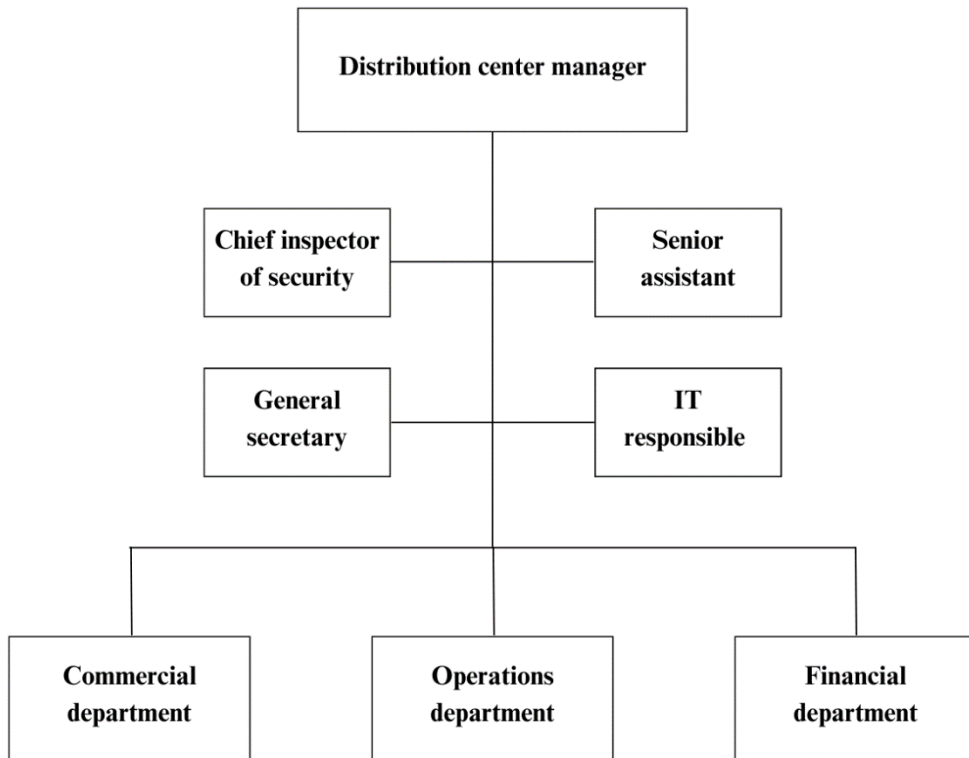 Distribution center manager
Chief inspector
of security
Senior
assistant
General
secretary
IT
responsible
Commercial
department
Operations
department
Financial
department